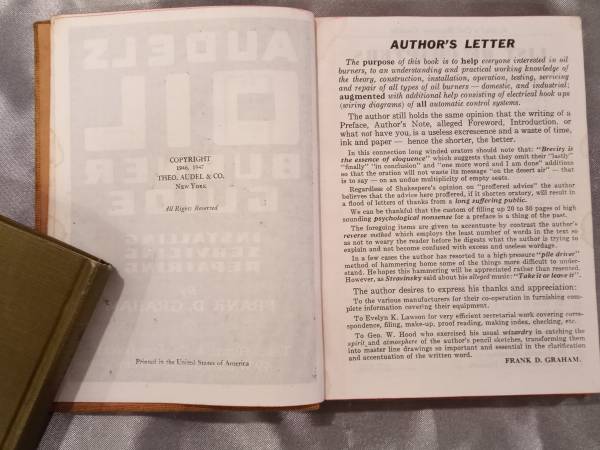 COPYRIGHT
1946, 1947
THEO. AUDEL & CO.
New York
All Rights Reserved
Printed in the United States of America
AUTHOR'S LETTER
The purpose of this book is to help everyone interested in oil
burners, to an understanding and practical working knowledge of
the theory, construction, installation, operation, testing, servicing
and repair of all types of oil burners — domestic, and industrial;
augmented with additional help consisting of electrical hook ups
(wiring diagrams) of all automatic control systems.
The author still holds the same opinion that the writing of a
Preface, Author's Note, alleged Foreword, Introduction, or
what not have you, is a useless excrescence and a waste of time,
ink and paper — hence the shorter, the better.
In this connection long winded orators should note that: "Brevity is
the essence of eloquence" which suggests that they omit their "lastly"
"finally" "in conclusion" and "one more word and I am done" additions
so that the oration will not waste its message "on the desert air" — that
is to say — on an undue multiplicity of empty seats.
Regardless of Shakespere's opinion on "proffered advice" the author
believes that the advice here proffered, if it shortens oratory, will result in
a flood of letters of thanks from a long suffering public.
We can be thankful that the custom of filling up 20 to 30 pages of high
sounding psychological nonsense for a preface is a thing of the past.
The foregoing items are given to accentuate by contrast the author's
reverse method which employs the least number of words in the text so
as not to weary the reader before he digests what the author is trying to
explain and not become confused with excess and useless wordage.
In a few cases the author has resorted to a high pressure "pile driver"
method of hammering home some of the things more difficult to under-
stand. He hopes this hammering will be appreciated rather than resented.
However, as Stravinsky said about his alleged music: "Take it or leave it".
The author desires to express his thanks and appreciation:
To the various manufacturers for their co-operation in furnishing com-
plete information covering their equipment.
To Evelyn K. Lawson for very efficient secretarial work covering corres-
pondence, filing, make-up, proof reading, making index, checking, etc.
To Geo. W. Hood who exercised his usual wizardry in catching the
spirit and atmosphere of the author's pencil sketches, transforming them
into master line drawings so important and essential in the clarification
and accentuation of the written word.
FRANK D. GRAHAM.